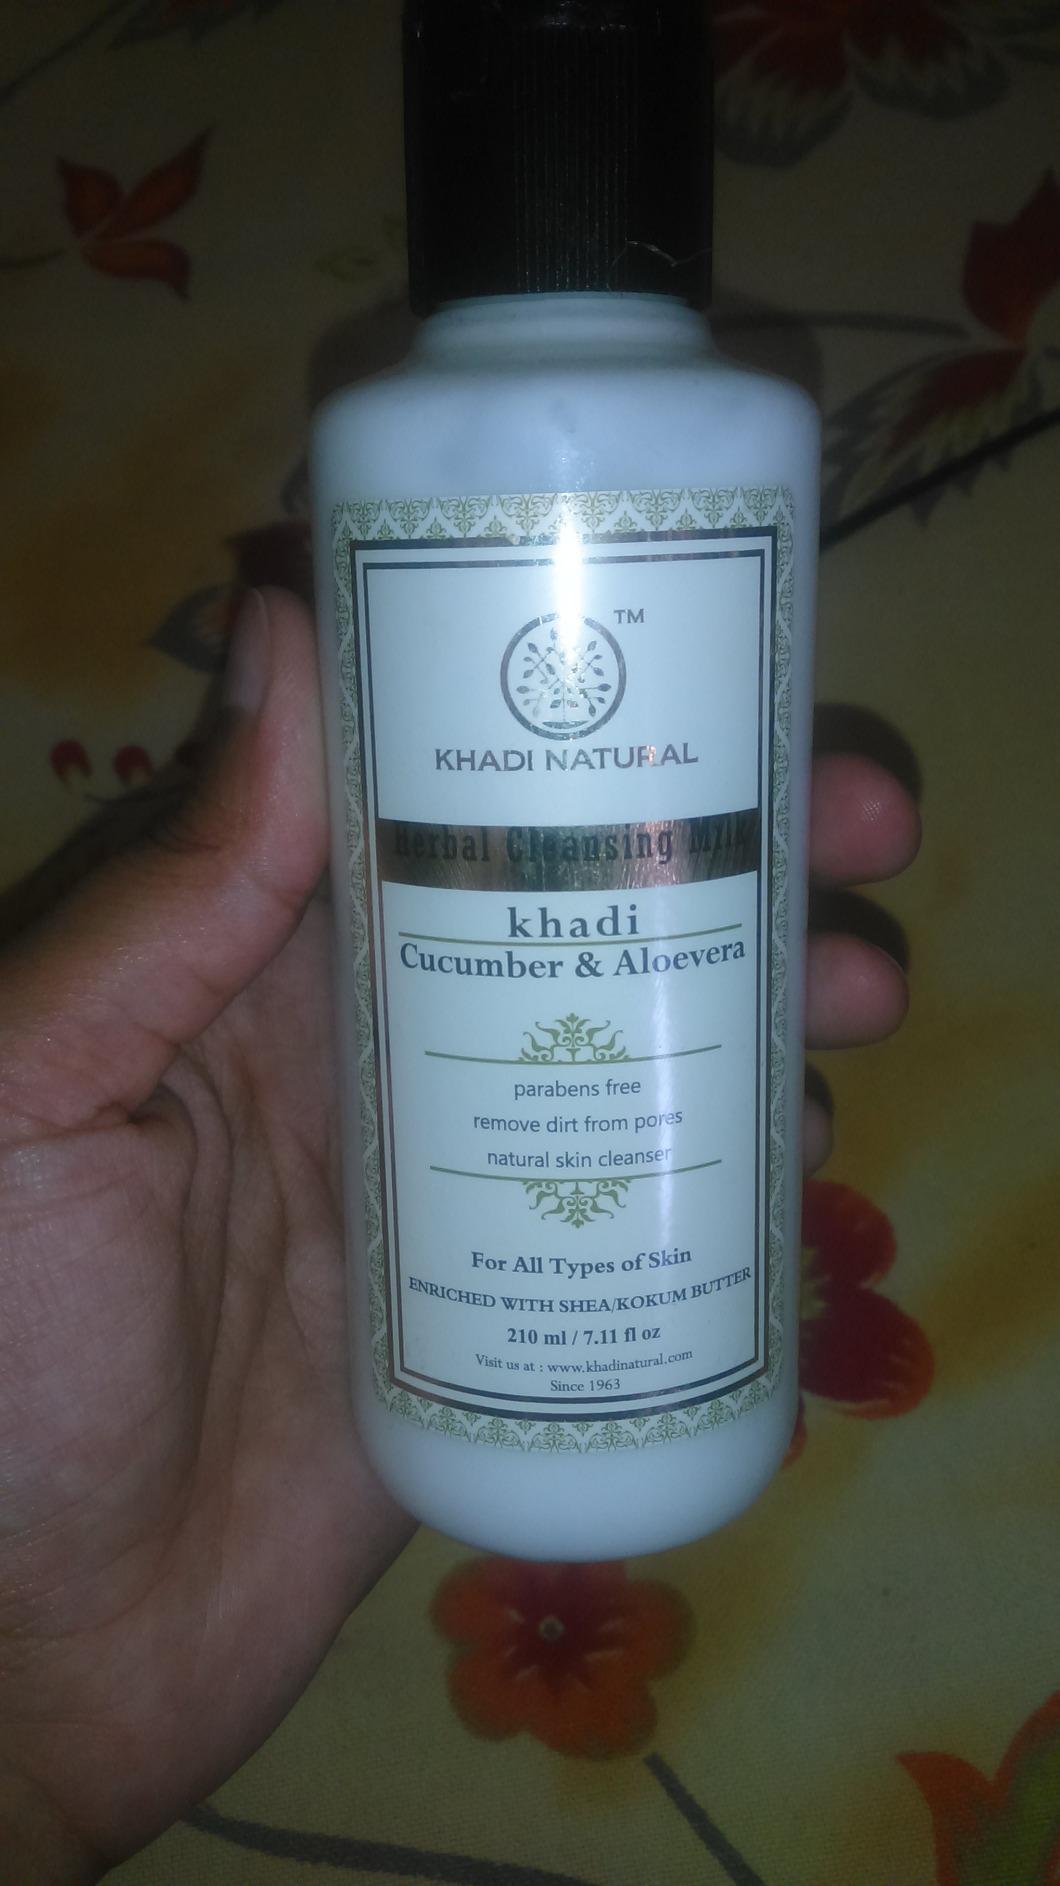 TM
KHADI NATURAL
Herbal Cleansing Mylk
khadi
Cucumber & Aloevera
parabens free
remove dirt from pores
natural skin cleanser
For All Types of Skin
ENRICHED WITH SHEA/KOKUM BUTTER
210 ml / 7.11 fl oz
Visit us at : www.khadinatural.com
Since 1963